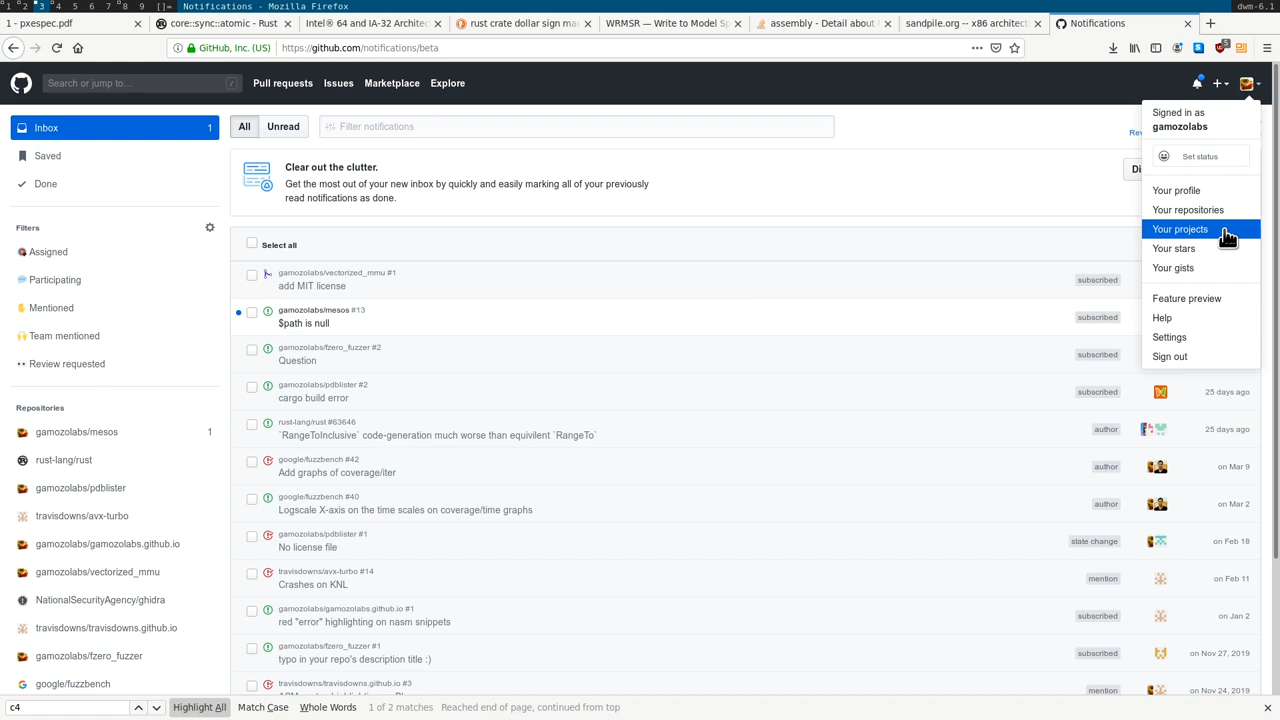 1 2 3 4 5 6 7 8 9 []= Notifications - Mozilla Firefox dwm-6.1
1 - pxespec.pdf
core::sync::atomic - Rust
Intel® 64 and IA-32 Architec
rust crate dollar sign mac
WRMSR — Write to Model Sp
assembly - Detail about
sandpile.org -- x86 architect
Notifications
GitHub, Inc. (US) https://github.com/notifications/beta
Search or jump to… /
Pull requests Issues Marketplace Explore
Signed in as
gamozolabs
Set status
Your profile
Your repositories
Your projects
Your stars
Your gists
Feature preview
Help
Settings
Sign out
Inbox 1
Saved
Done
Filters
Assigned
Participating
Mentioned
Team mentioned
Review requested
Repositories
gamozolabs/mesos 1
rust-lang/rust
gamozolabs/pdblister
travisdowns/avx-turbo
gamozolabs/gamozolabs.github.io
gamozolabs/vectorized_mmu
NationalSecurityAgency/ghidra
travisdowns/travisdowns.github.io
gamozolabs/fzero_fuzzer
google/fuzzbench
All Unread Filter notifications
Clear out the clutter.
Get the most out of your new inbox by quickly and easily marking all of your previously
read notifications as done.
Select all
gamozolabs/vectorized_mmu #1
add MIT license subscribed
gamozolabs/mesos #13
$path is null subscribed
gamozolabs/fzero_fuzzer #2
Question subscribed
gamozolabs/pdblister #2
cargo build error subscribed 25 days ago
rust-lang/rust #63646
`RangeToInclusive` code-generation much worse than equivilent `RangeTo` author 25 days ago
google/fuzzbench #42
Add graphs of coverage/iter author on Mar 9
google/fuzzbench #40
Logscale X-axis on the time scales on coverage/time graphs author on Mar 2
gamozolabs/pdblister #1
No license file state change on Feb 18
travisdowns/avx-turbo #14
Crashes on KNL mention on Feb 11
gamozolabs/gamozolabs.github.io #1
red "error" highlighting on nasm snippets subscribed on Jan 2
gamozolabs/fzero_fuzzer #1
typo in your repo's description title :) subscribed on Nov 27, 2019
travisdowns/travisdowns.github.io #3
mention on Nov 24, 2019
c4 Highlight All Match Case Whole Words 1 of 2 matches Reached end of page, continued from top